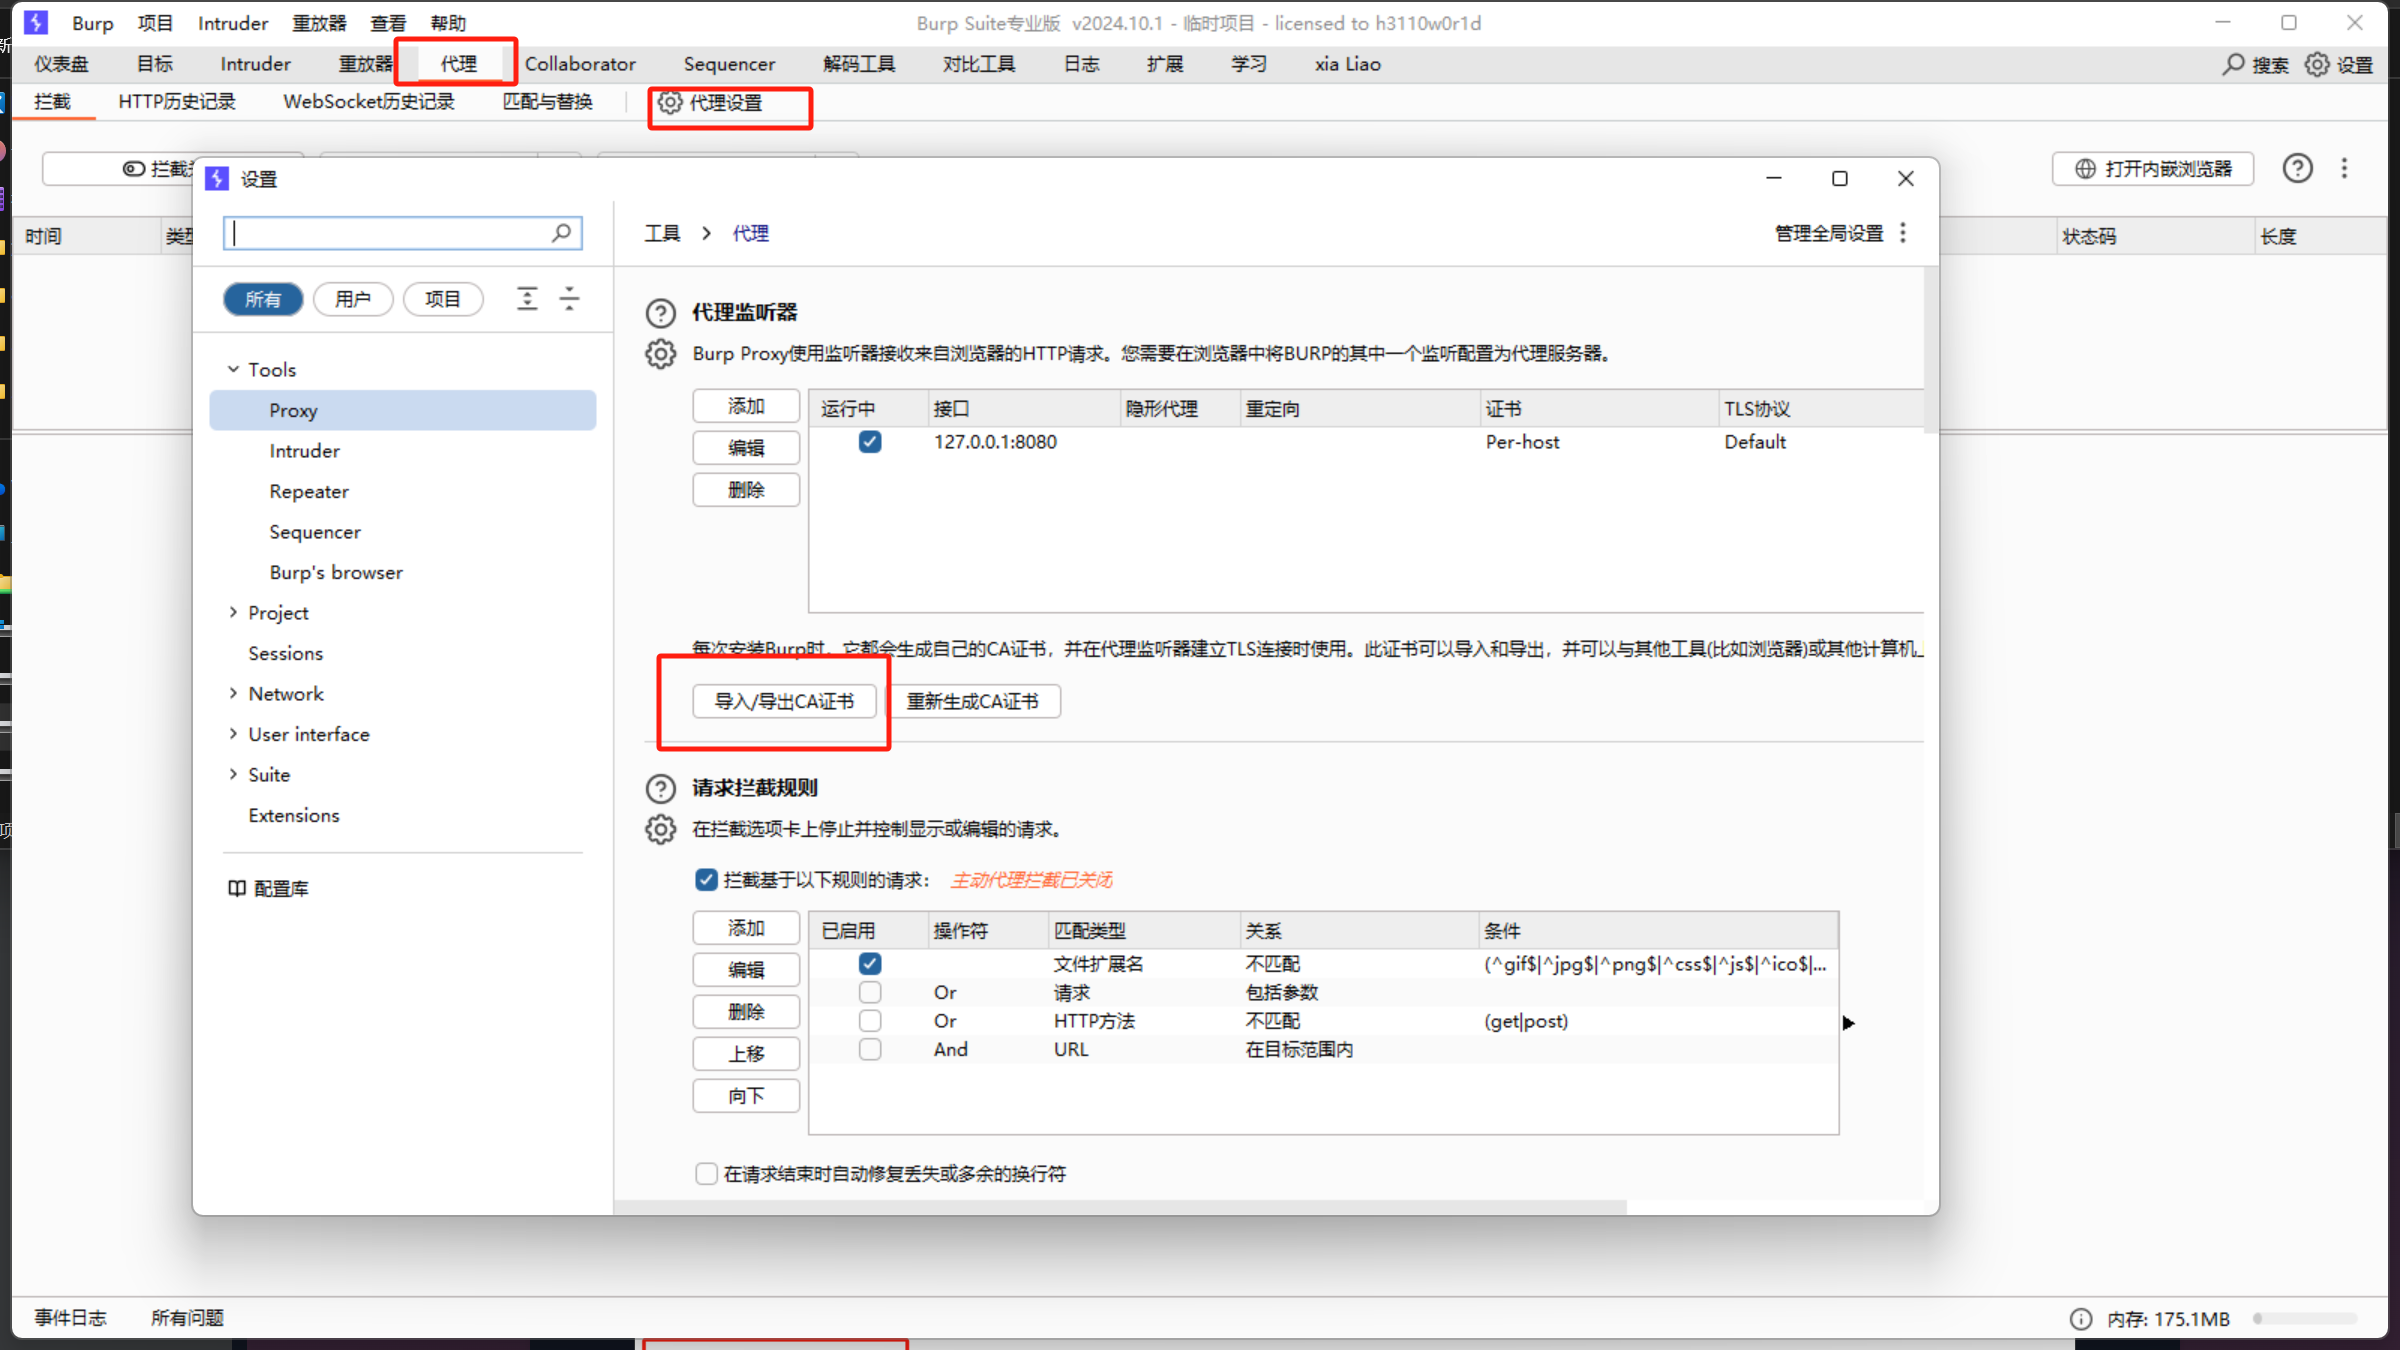 Burp 项目 Intruder 重放器 查看 帮助 Burp Suite专业版 v2024.10.1 - 临时项目 - licensed to h3110w0r1d
仪表盘 目标 Intruder 重放器 代理 Collaborator Sequencer 解码工具 对比工具 日志 扩展 学习 xia Liao 搜索 设置
拦截 HTTP历史记录 WebSocket历史记录 匹配与替换 代理设置
拦截 打开内嵌浏览器
时间 类型 状态码 长度
设置
工具 > 代理 管理全局设置
所有 用户 项目
Tools
Proxy
Intruder
Repeater
Sequencer
Burp's browser
Project
Sessions
Network
User interface
Suite
Extensions
配置库
代理监听器
Burp Proxy使用监听器接收来自浏览器的HTTP请求。您需要在浏览器中将BURP的其中一个监听配置为代理服务器。
添加
编辑
删除
运行中 接口 隐形代理 重定向 证书 TLS协议
127.0.0.1:8080 Per-host Default
每次安装Burp时，它都会生成自己的CA证书，并在代理监听器建立TLS连接时使用。此证书可以导入和导出，并可以与其他工具(比如浏览器)或其他计算机上
导入/导出CA证书 重新生成CA证书
请求拦截规则
在拦截选项卡上停止并控制显示或编辑的请求。
拦截基于以下规则的请求： 主动代理拦截已关闭
添加
编辑
删除
上移
向下
已启用 操作符 匹配类型 关系 条件
文件扩展名 不匹配 (^gif$|^jpg$|^png$|^css$|^js$|^ico$|...
Or 请求 包括参数
Or HTTP方法 不匹配 (get|post)
And URL 在目标范围内
在请求结束时自动修复丢失或多余的换行符
事件日志 所有问题 内存: 175.1MB